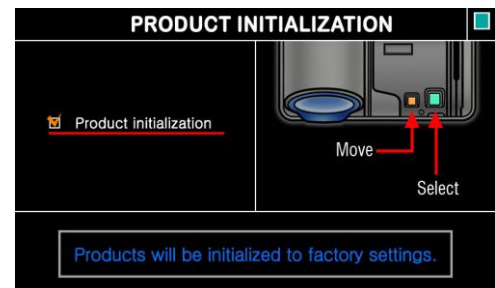 PRODUCT INITIALIZATION
Product initialization
Move
Select
Products will be initialized to factory settings.